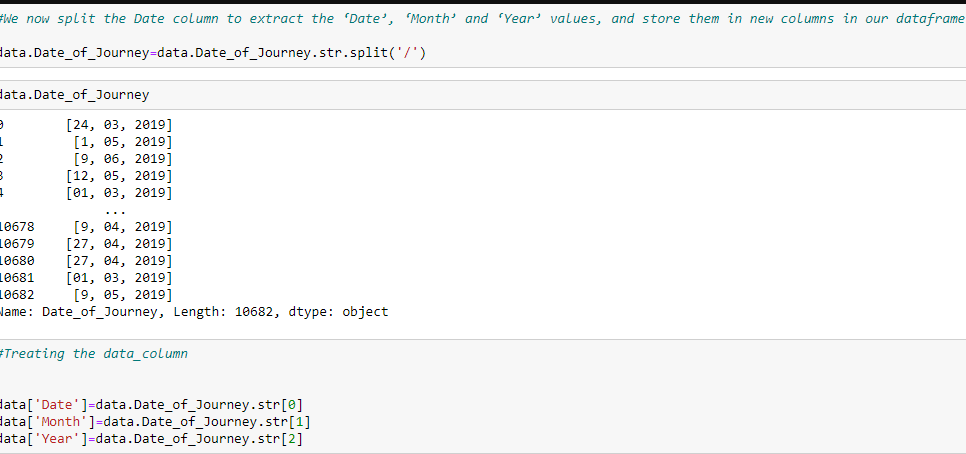 #We now split the Date column to extract the ‘Date’, ‘Month’ and ‘Year’ values, and store them in new columns in our dataframe
data.Date_of_Journey=data.Date_of_Journey.str.split('/')
data.Date_of_Journey
0 [24, 03, 2019]
1 [1, 05, 2019]
2 [9, 06, 2019]
3 [12, 05, 2019]
4 [01, 03, 2019]
...
10678 [9, 04, 2019]
10679 [27, 04, 2019]
10680 [27, 04, 2019]
10681 [01, 03, 2019]
10682 [9, 05, 2019]
Name: Date_of_Journey, Length: 10682, dtype: object
#Treating the data_column
data['Date']=data.Date_of_Journey.str[0]
data['Month']=data.Date_of_Journey.str[1]
data['Year']=data.Date_of_Journey.str[2]